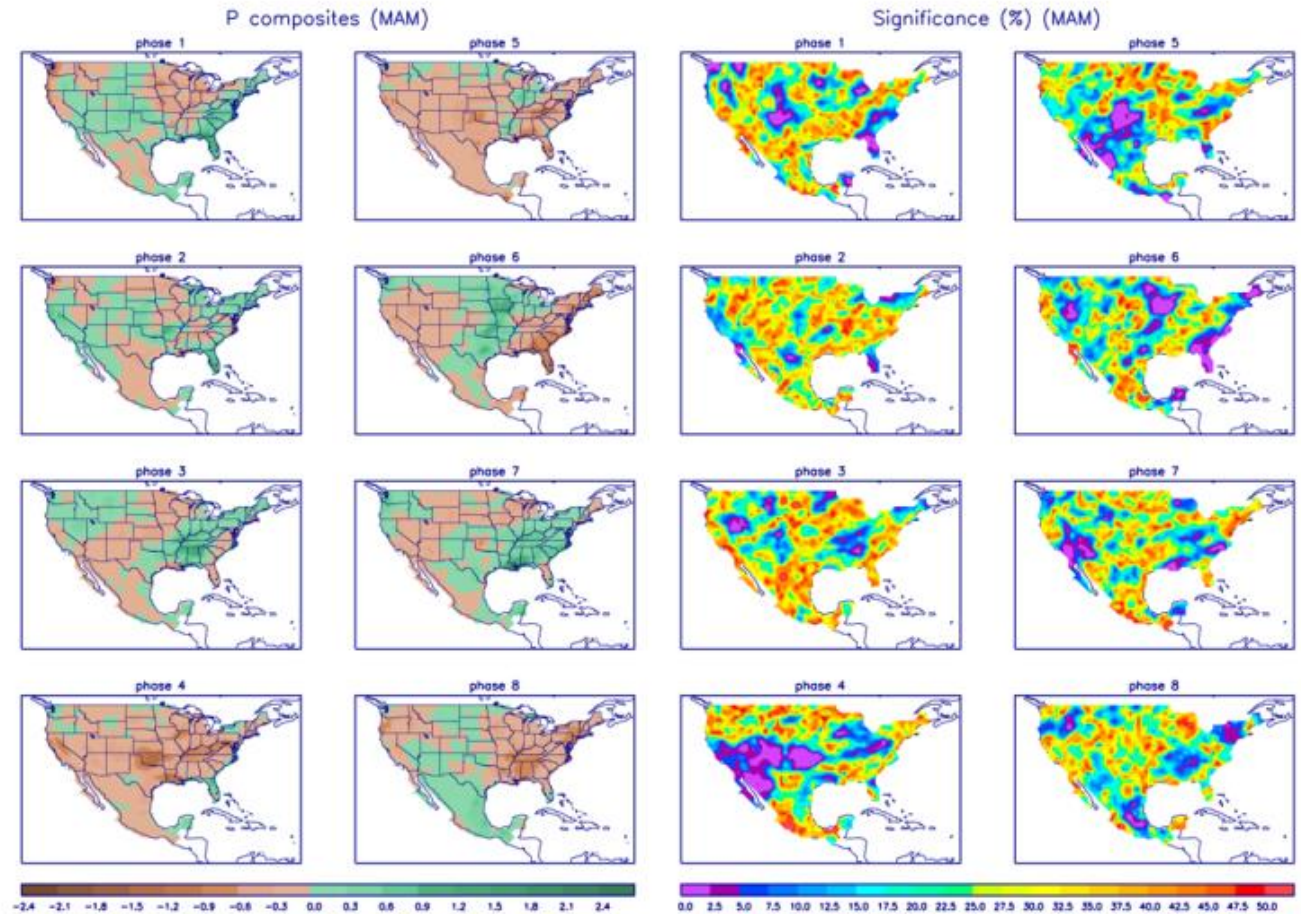 P composites (MAM) Significance (%) (MAM)
phase 1 phase 5 phase 1 phase 5
phase 2 phase 6 phase 2 phase 6
phase 3 phase 7 phase 3 phase 7
phase 4 phase 8 phase 4 phase 8
−2.4 −2.1 −1.8 −1.5 −1.2 −0.9 −0.6 −0.3 0.0 0.3 0.6 0.9 1.2 1.5 1.8 2.1 2.4 0.0 2.5 5.0 7.5 10.0 12.5 15.0 17.5 20.0 22.5 25.0 27.5 30.0 32.5 35.0 37.5 40.0 42.5 45.0 47.5 50.0